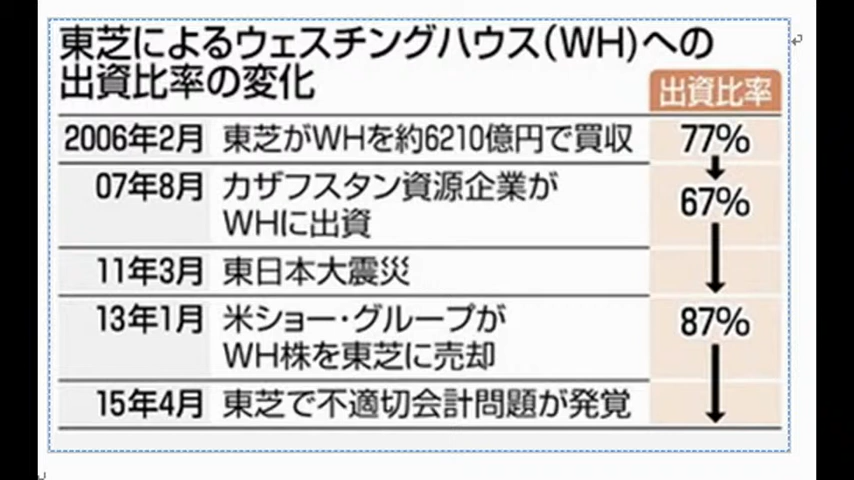 東芝によるウェスチングハウス(WH)への
出資比率の変化
出資比率
2006年2月 東芝がWHを約6210億円で買収 77%
07年8月 カザフスタン資源企業が
WHに出資 67%
11年3月 東日本大震災
13年1月 米ショー・グループが 87%
WH株を東芝に売却
15年4月 東芝で不適切会計問題が発覚